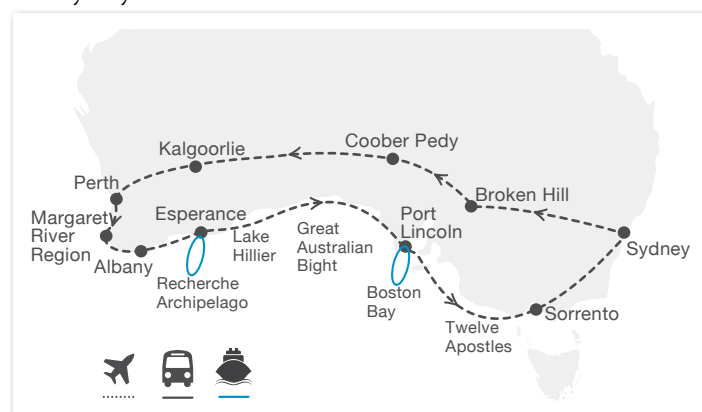 Coober Pedy
Kalgoorlie
Perth
Broken Hill
Margaret
River
Region
Esperance
Port
Lincoln
Lake
Hillier
Great
Australian
Bight
Sydney
Albany
Recherche
Archipelago
Boston
Bay
Sorrento
Twelve
Apostles